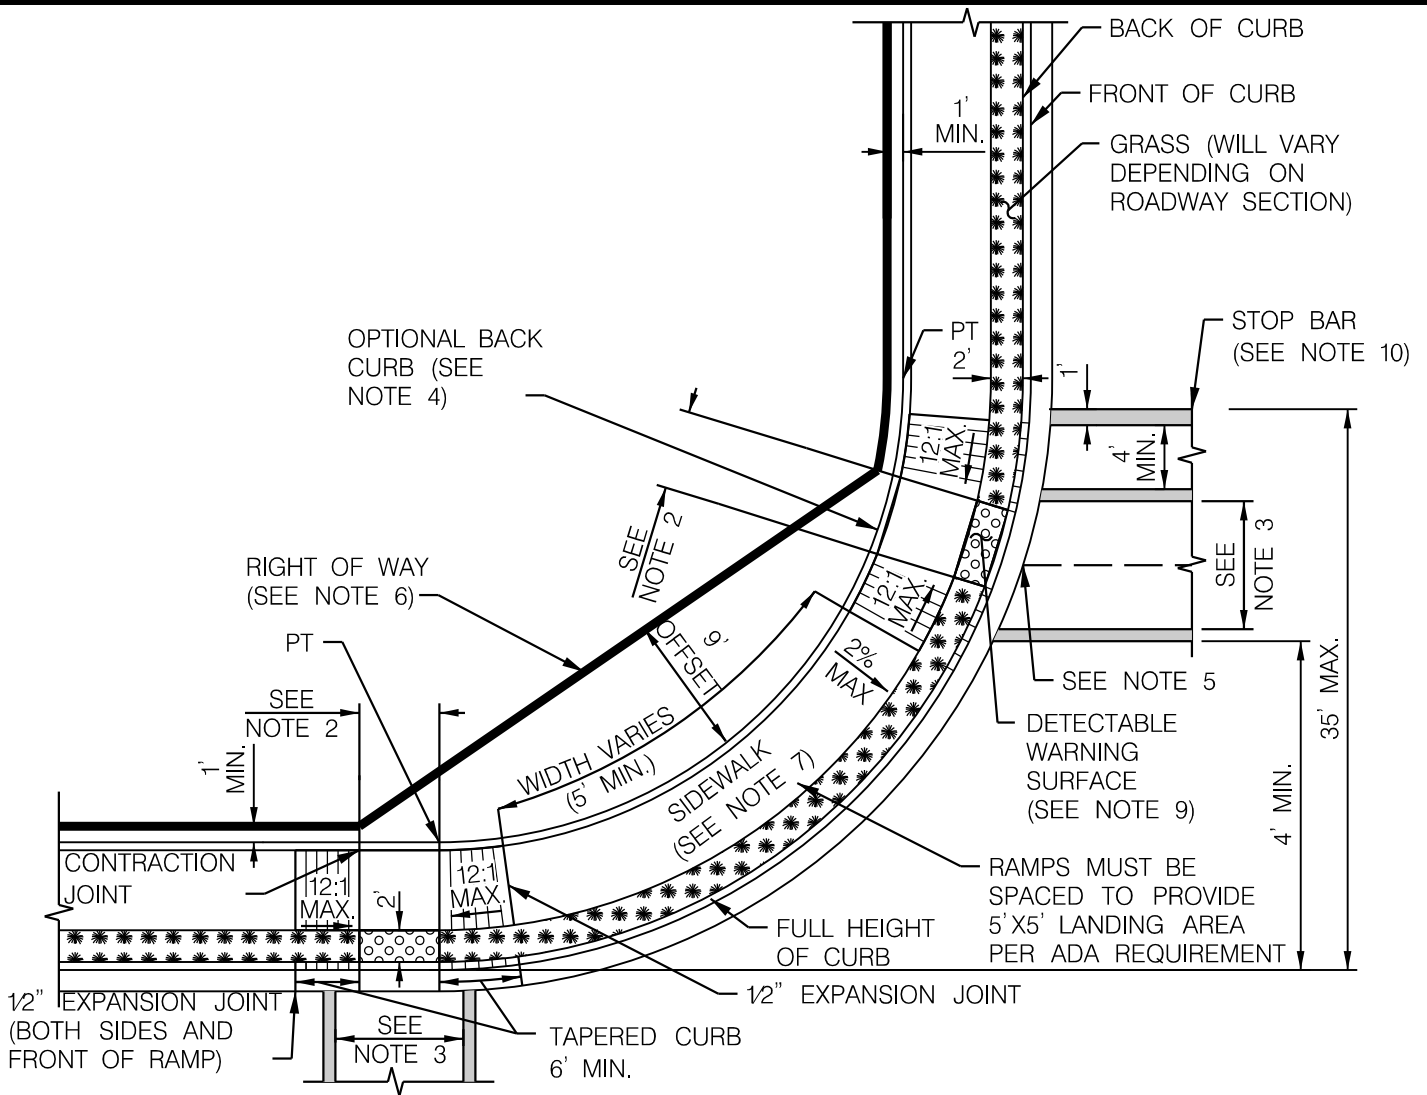 BACK OF CURB
FRONT OF CURB
1'
MIN.
GRASS (WILL VARY
DEPENDING ON
ROADWAY SECTION)
OPTIONAL BACK
CURB (SEE
NOTE 4)
PT
2'
1'
STOP BAR
(SEE NOTE 10)
12:1
MAX.
4'
MIN.
SEE
NOTE 2
SEE
NOTE 3
RIGHT OF WAY
(SEE NOTE 6)
12:1
MAX.
9'
OFFSET
2%
MAX
PT
SEE NOTE 5
35' MAX.
SEE
NOTE 2
WIDTH VARIES
(5' MIN.)
SIDEWALK
(SEE NOTE 7)
DETECTABLE
WARNING
SURFACE
(SEE NOTE 9)
1'
MIN.
4' MIN.
CONTRACTION
JOINT
12:1
MAX.
2'
12:1
MAX.
RAMPS MUST BE
SPACED TO PROVIDE
5'X5' LANDING AREA
PER ADA REQUIREMENT
FULL HEIGHT
OF CURB
1/2" EXPANSION JOINT
1/2" EXPANSION JOINT
(BOTH SIDES AND
FRONT OF RAMP)
SEE
NOTE 3
TAPERED CURB
6' MIN.